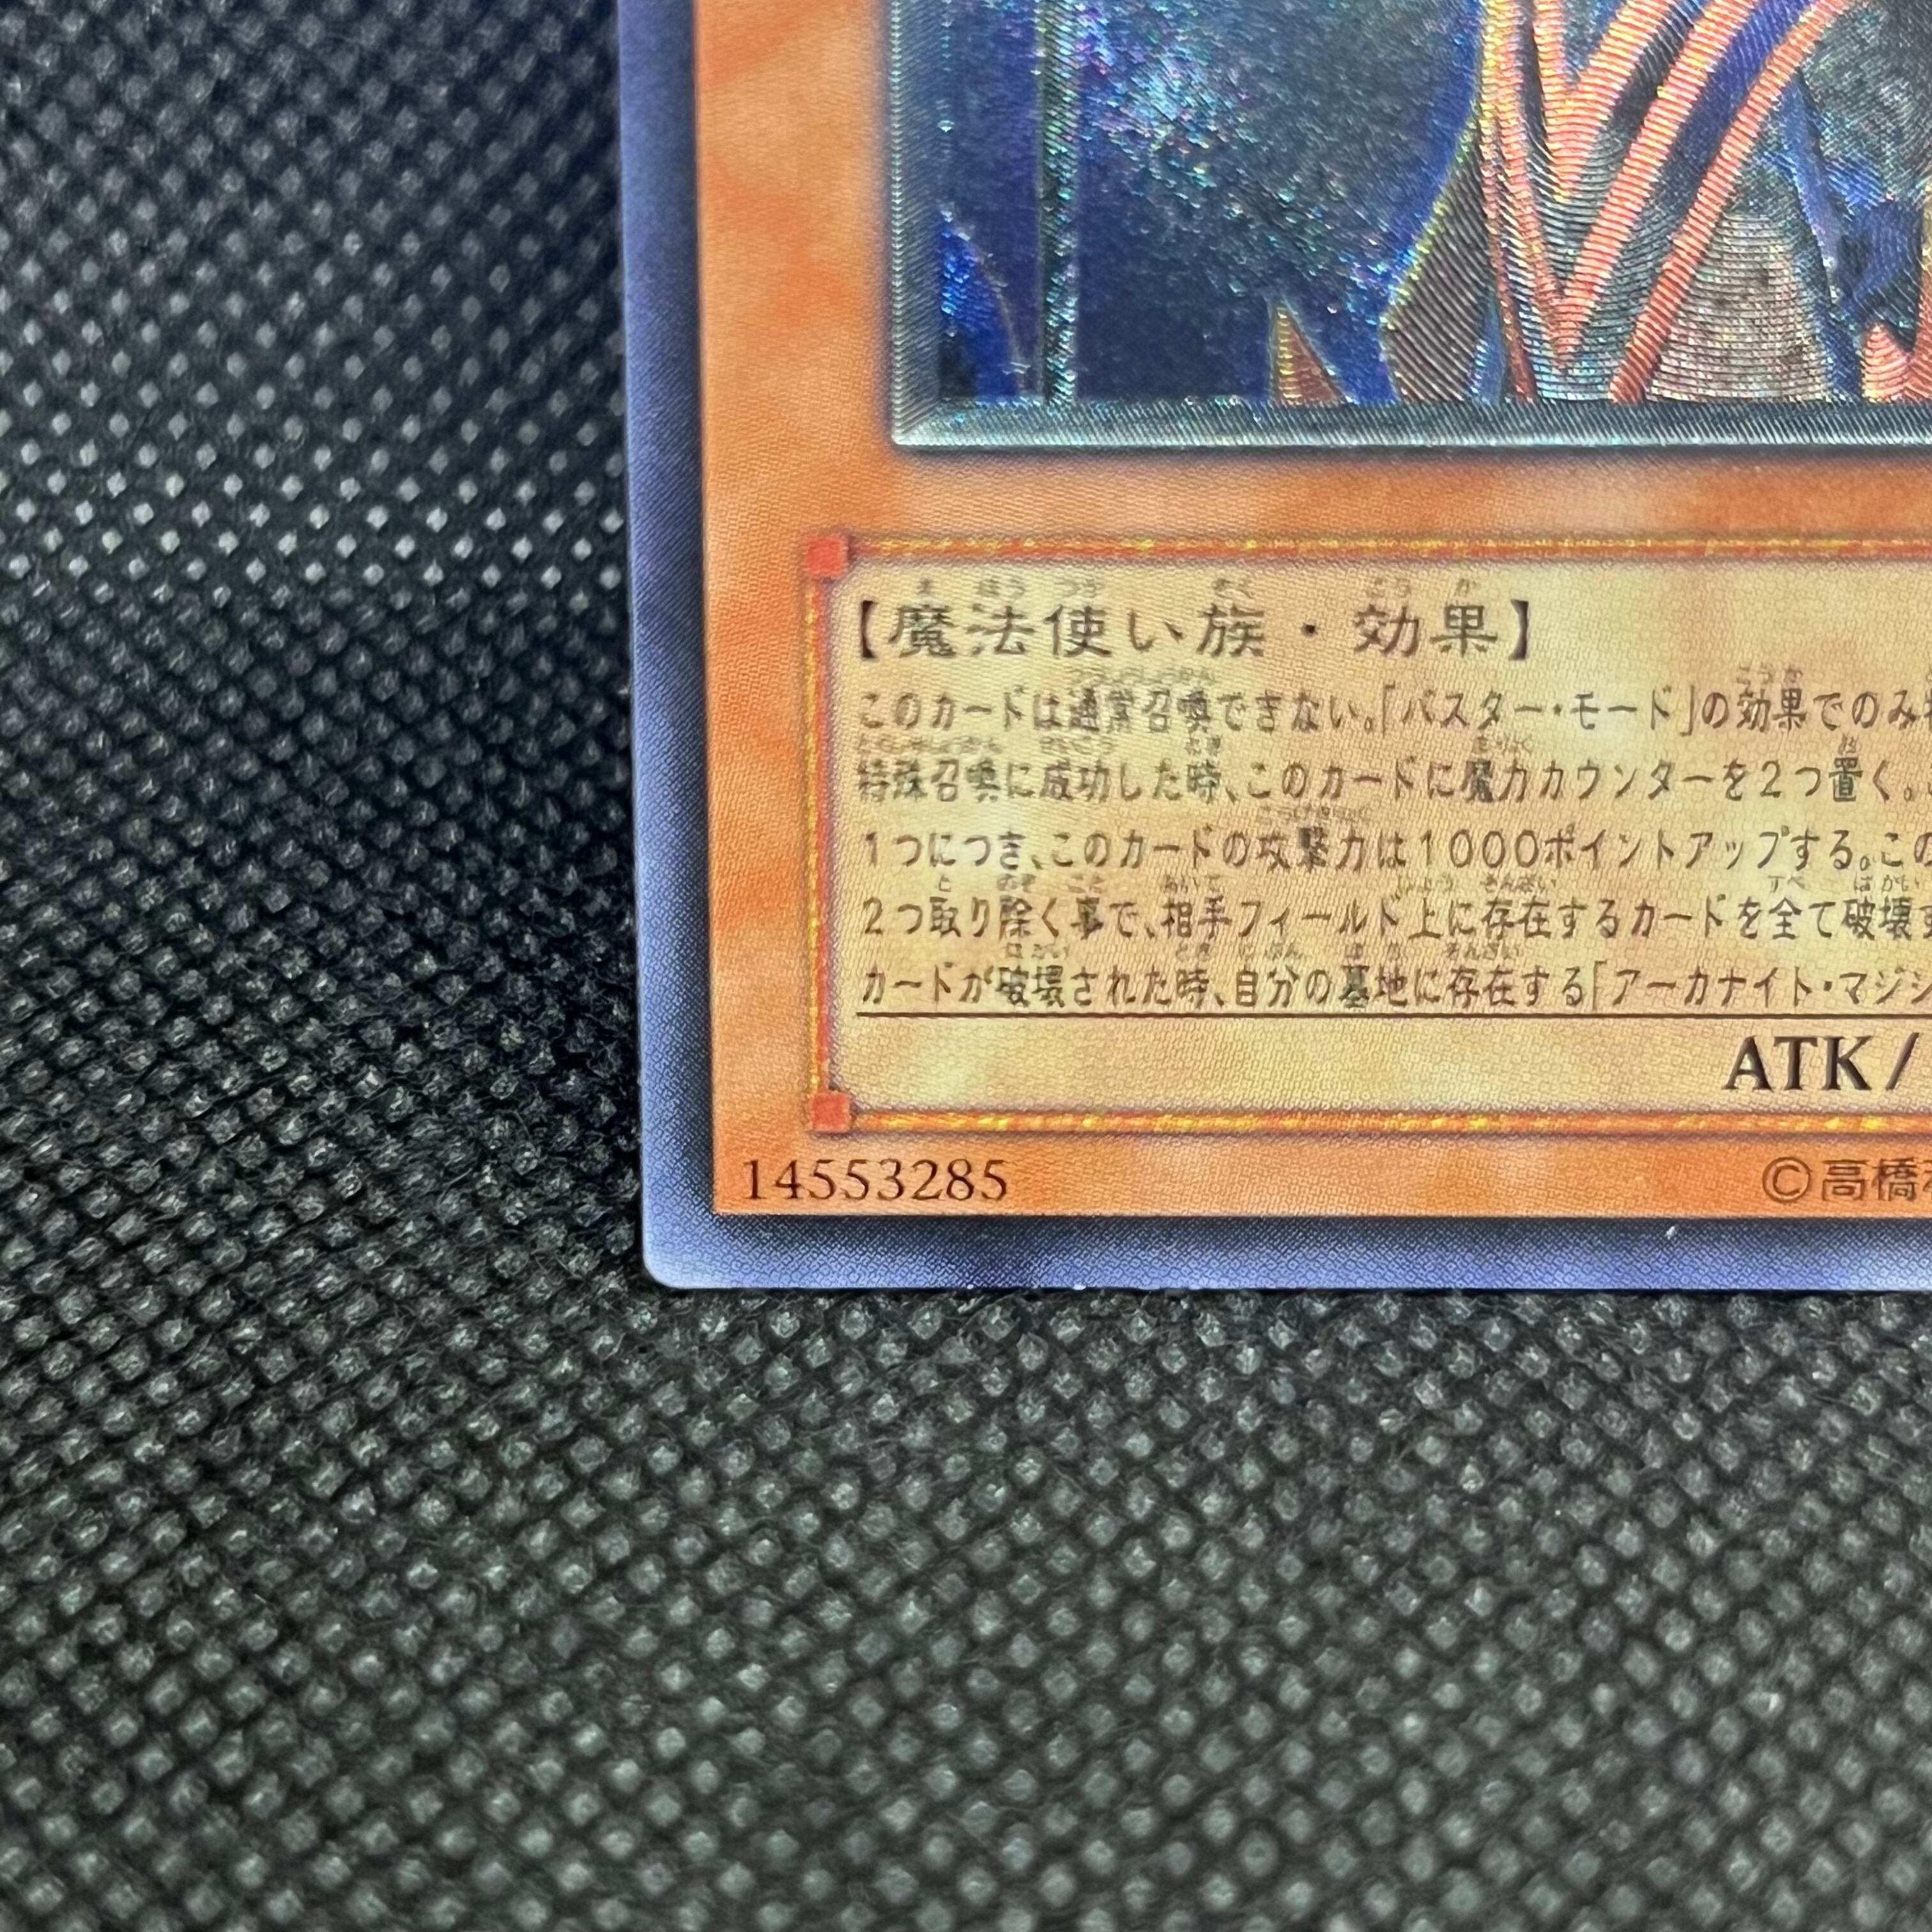 【魔法使い族・効果】
このカードは通常召喚できない。「バスター・モード」の効果でのみ
特殊召喚に成功した時、このカードに魔力カウンターを2つ置く。
1つにつき、このカードの攻撃力は1000ポイントアップする。この
2つ取り除く事で、相手フィールド上に存在するカードを全て破壊す
カードが破壊された時、自分の墓地に存在する「アーカナイト・マジシ
ATK/
14553285
©高橋